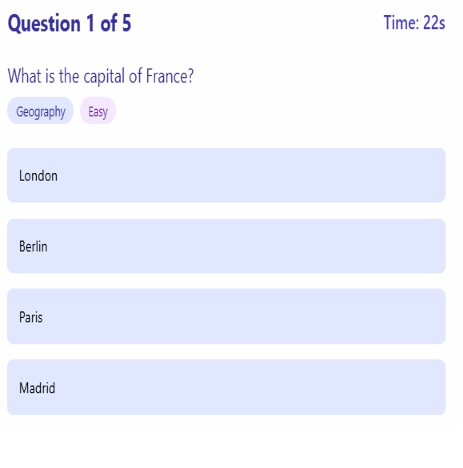 Question 1 of 5 Time: 22s
What is the capital of France?
Geography Easy
London
Berlin
Paris
Madrid